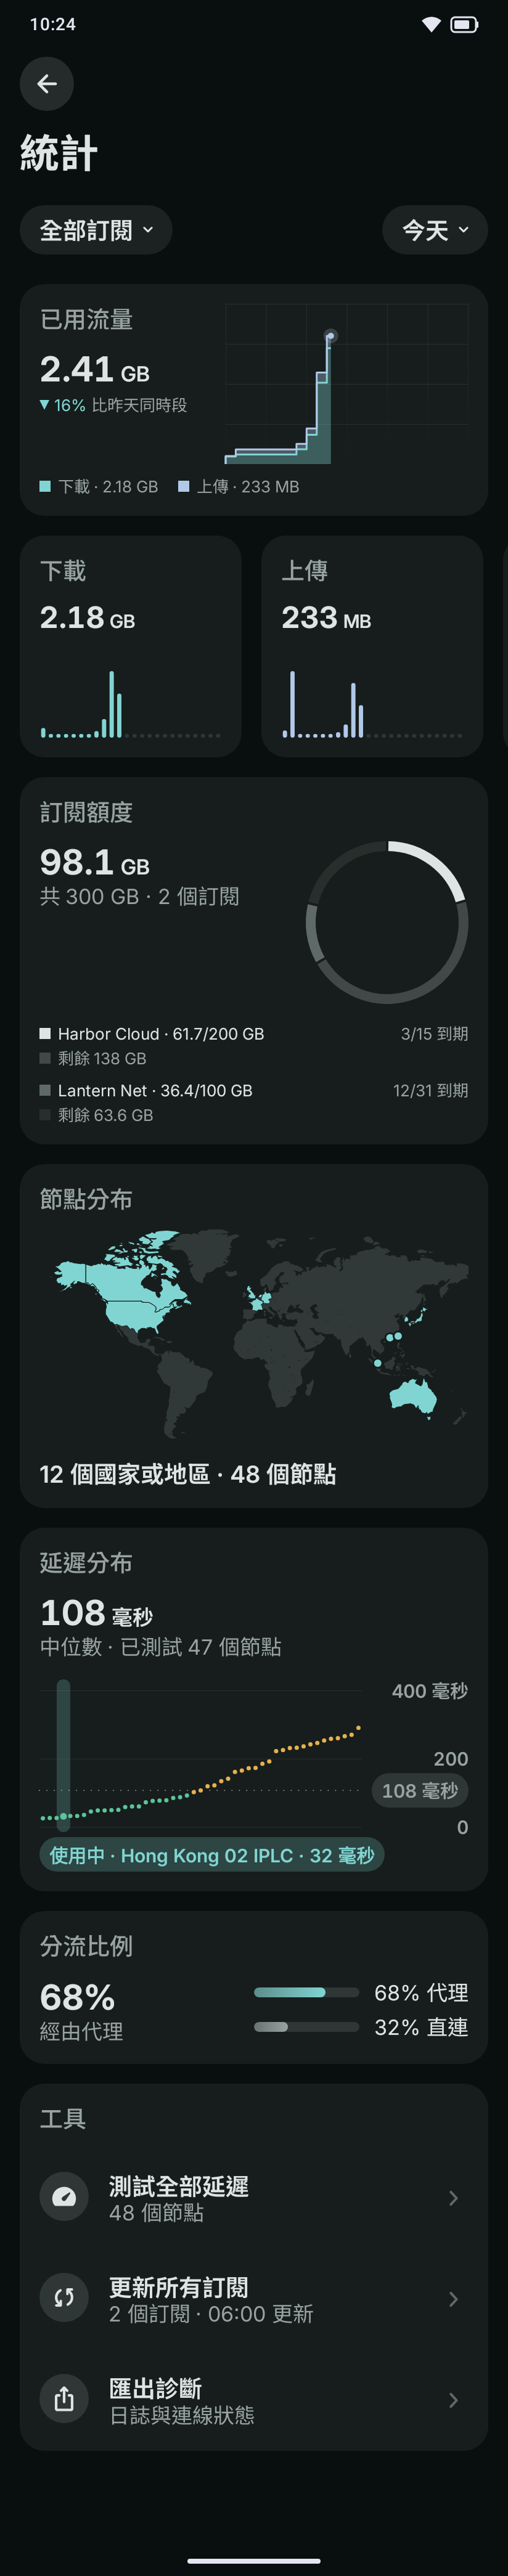 10:24
統計
全部訂閱
今天
已用流量
2.41 GB
16% 比昨天同時段
下載 · 2.18 GB
上傳 · 233 MB
下載
2.18 GB
上傳
233 MB
訂閱額度
98.1 GB
共 300 GB · 2 個訂閱
Harbor Cloud · 61.7/200 GB
3/15 到期
剩餘 138 GB
Lantern Net · 36.4/100 GB
12/31 到期
剩餘 63.6 GB
節點分布
12 個國家或地區 · 48 個節點
延遲分布
108 毫秒
中位數 · 已測試 47 個節點
400 毫秒
200
108 毫秒
0
使用中 · Hong Kong 02 IPLC · 32 毫秒
分流比例
68%
經由代理
68% 代理
32% 直連
工具
測試全部延遲
48 個節點
更新所有訂閱
2 個訂閱 · 06:00 更新
匯出診斷
日誌與連線狀態